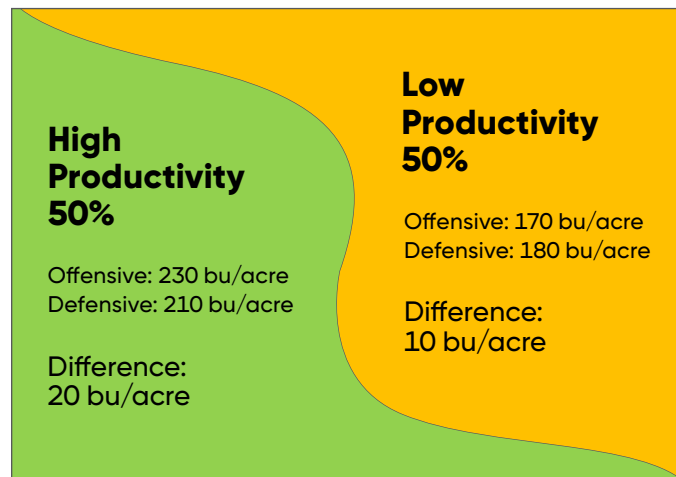 High
Productivity
50%
Offensive: 230 bu/acre
Defensive: 210 bu/acre
Difference:
20 bu/acre
Low
Productivity
50%
Offensive: 170 bu/acre
Defensive: 180 bu/acre
Difference:
10 bu/acre